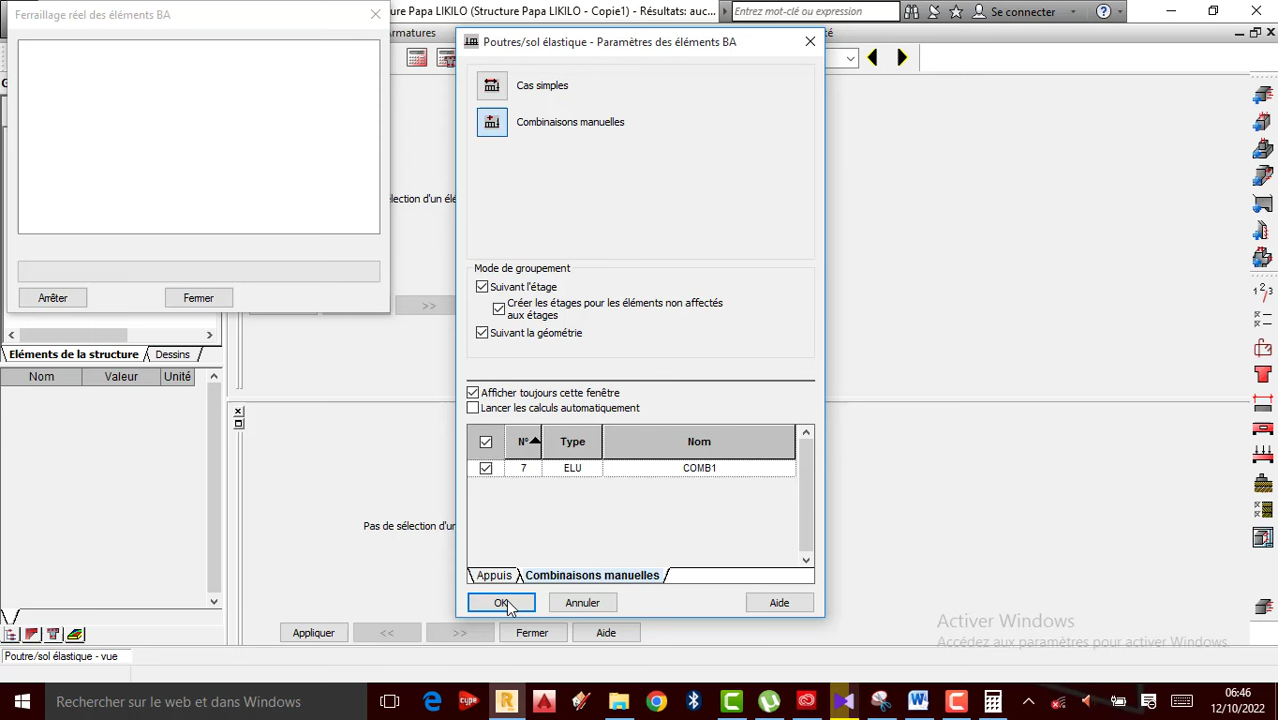 Ferraillage réel des éléments BA
ture Papa LIKILO (Structure Papa LIKILO - Copie1) - Résultats: auc...
Entrez mot-clé ou expression
Se connecter
Armatures
Poutres/sol élastique - Paramètres des éléments BA
Cas simples
Combinaisons manuelles
élection d'un élé
Mode de groupement
Suivant l'étage
Créer les étages pour les éléments non affectés
aux étages
Suivant la géométrie
Arrêter
Fermer
>>
Eléments de la structure
Dessins
Nom
Valeur
Unité
Afficher toujours cette fenêtre
Lancer les calculs automatiquement
N°
Type
Nom
7
ELU
COMB1
Pas de sélection d'u
Appuis
Combinaisons manuelles
OK
Annuler
Aide
Appliquer
<<
>>
Fermer
Aide
Activer Windows
Accédez aux paramètres pour activer Windows.
Poutre/sol élastique - vue
Rechercher sur le web et dans Windows
06:46
12/10/2022